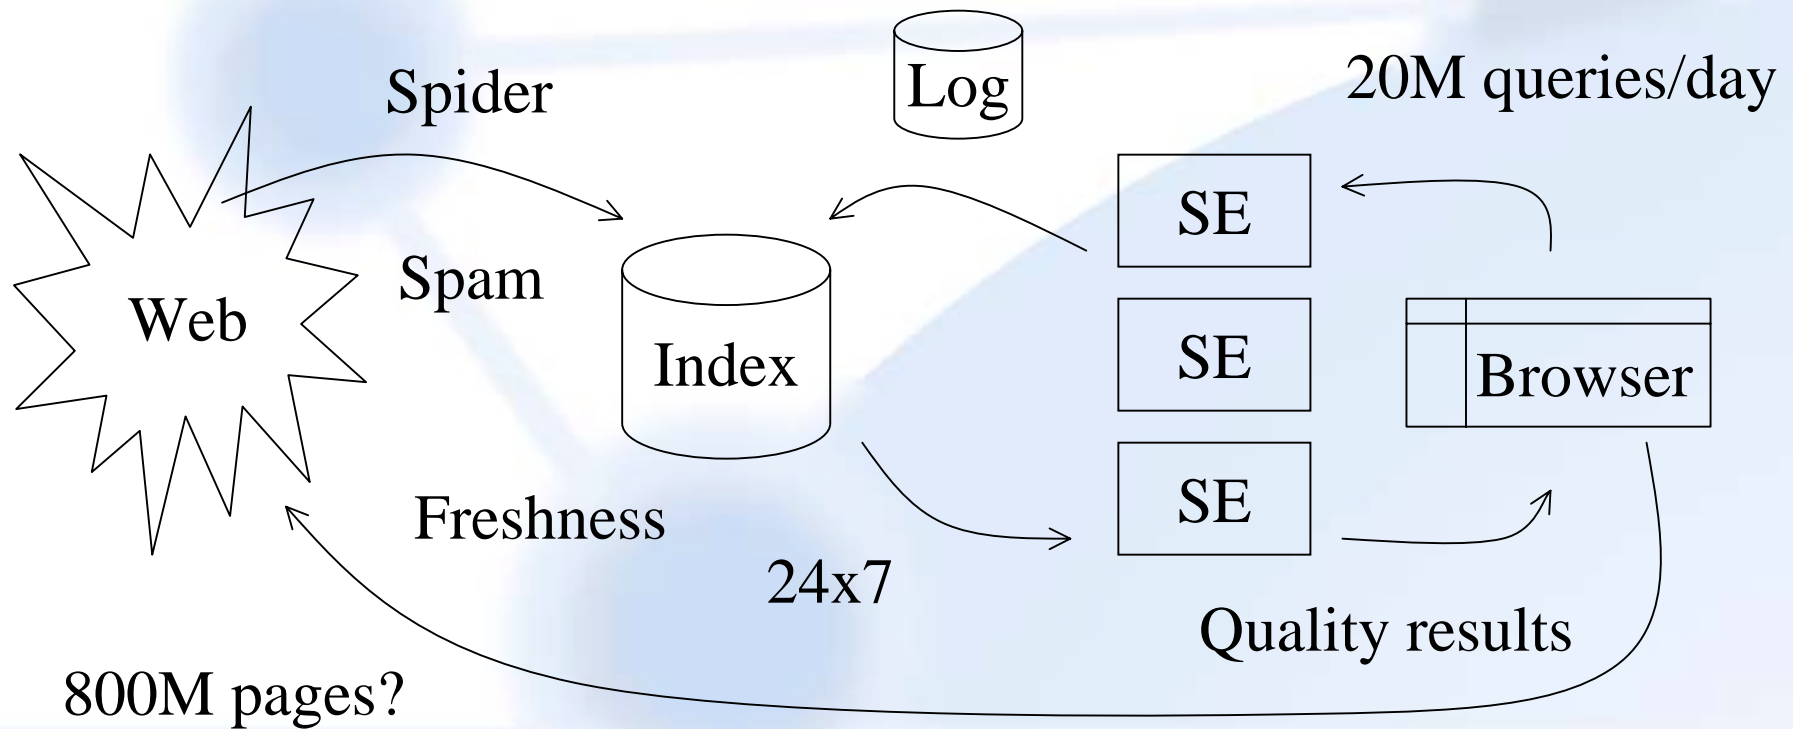 Log
20M queries/day
Spider
SE
Spam
Web
Index
SE
Browser
SE
Freshness
24x7
Quality results
800M pages?